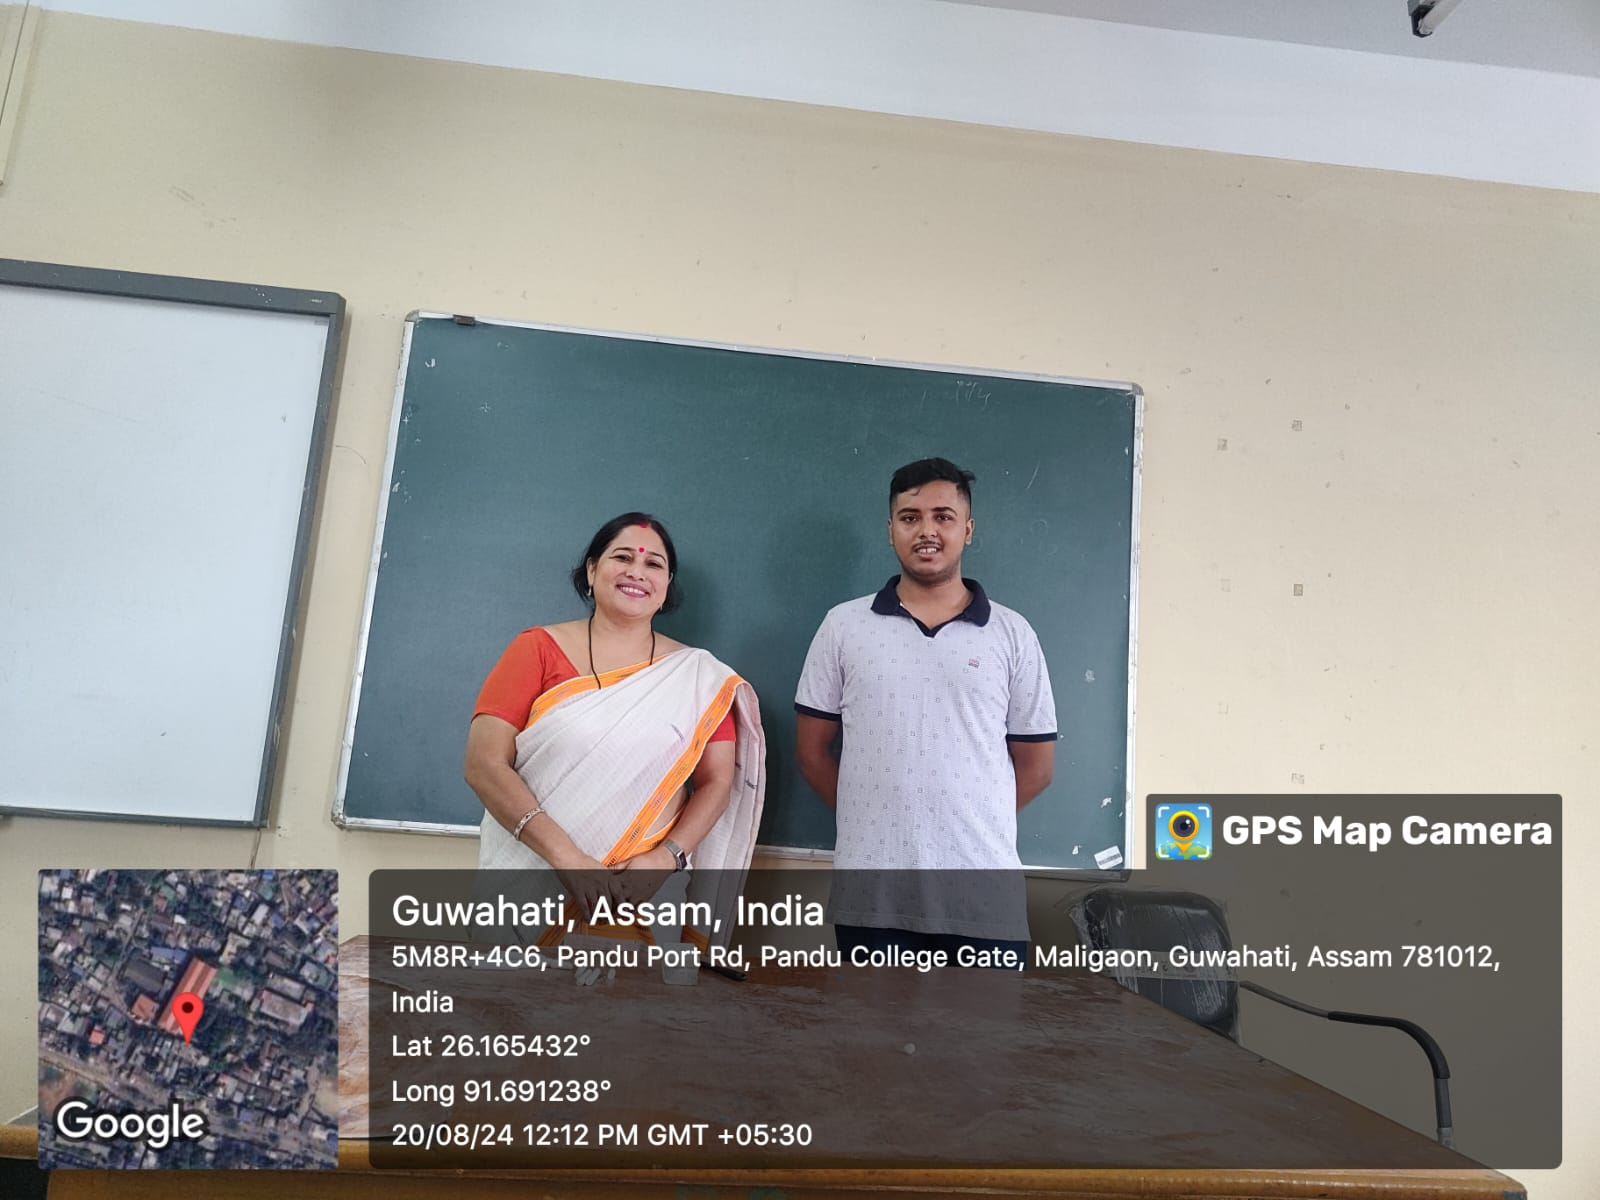 GPS Map Camera
Guwahati, Assam, India
5M8R+4C6, Pandu Port Rd, Pandu College Gate, Maligaon, Guwahati, Assam 781012,
India
Lat 26.165432°
Long 91.691238°
20/08/24 12:12 PM GMT +05:30
Google